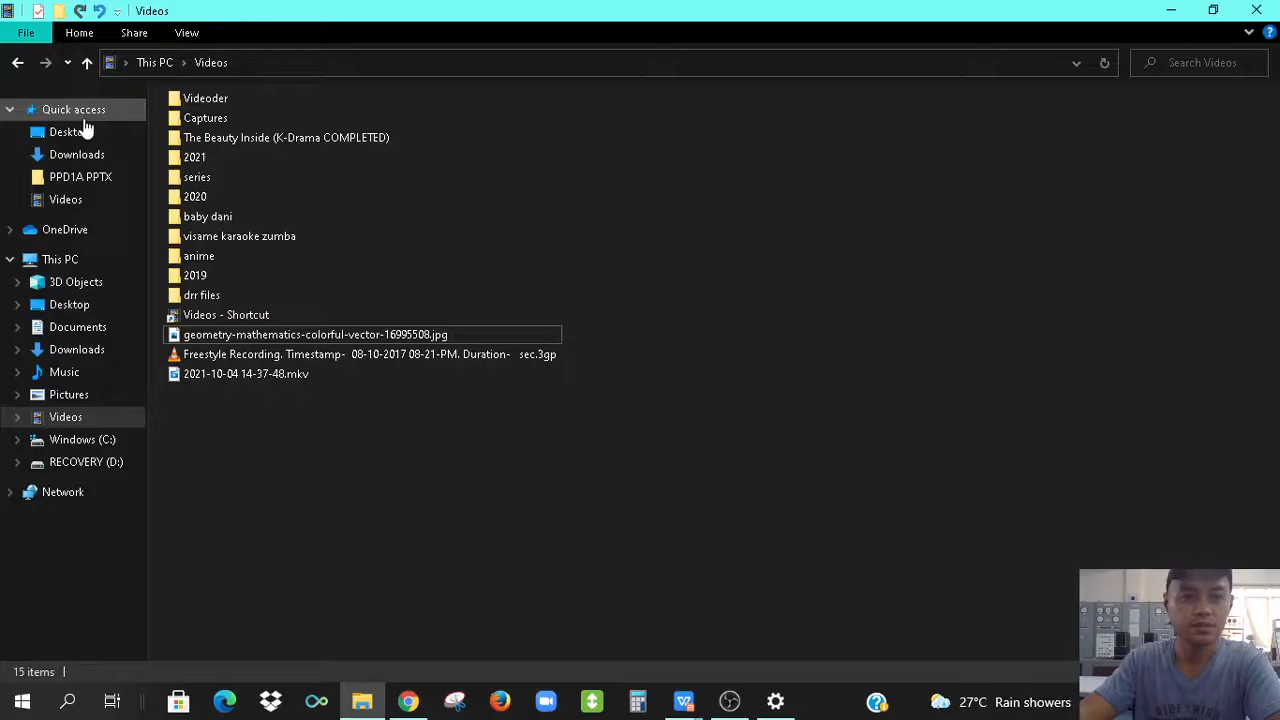 Videos
File Home Share View
This PC Videos Search Videos
Quick access
Desktop
Downloads
PPD1A PPTX
Videos
OneDrive
This PC
3D Objects
Desktop
Documents
Downloads
Music
Pictures
Videos
Windows (C:)
RECOVERY (D:)
Network
Videoder
Captures
The Beauty Inside (K-Drama COMPLETED)
2021
series
2020
baby dani
visame karaoke zumba
anime
2019
drr files
Videos - Shortcut
geometry-mathematics-colorful-vector-16995508.jpg
Freestyle Recording. Timestamp- 08-10-2017 08-21-PM. Duration- sec.3gp
2021-10-04 14-37-48.mkv
15 items
27°C Rain showers